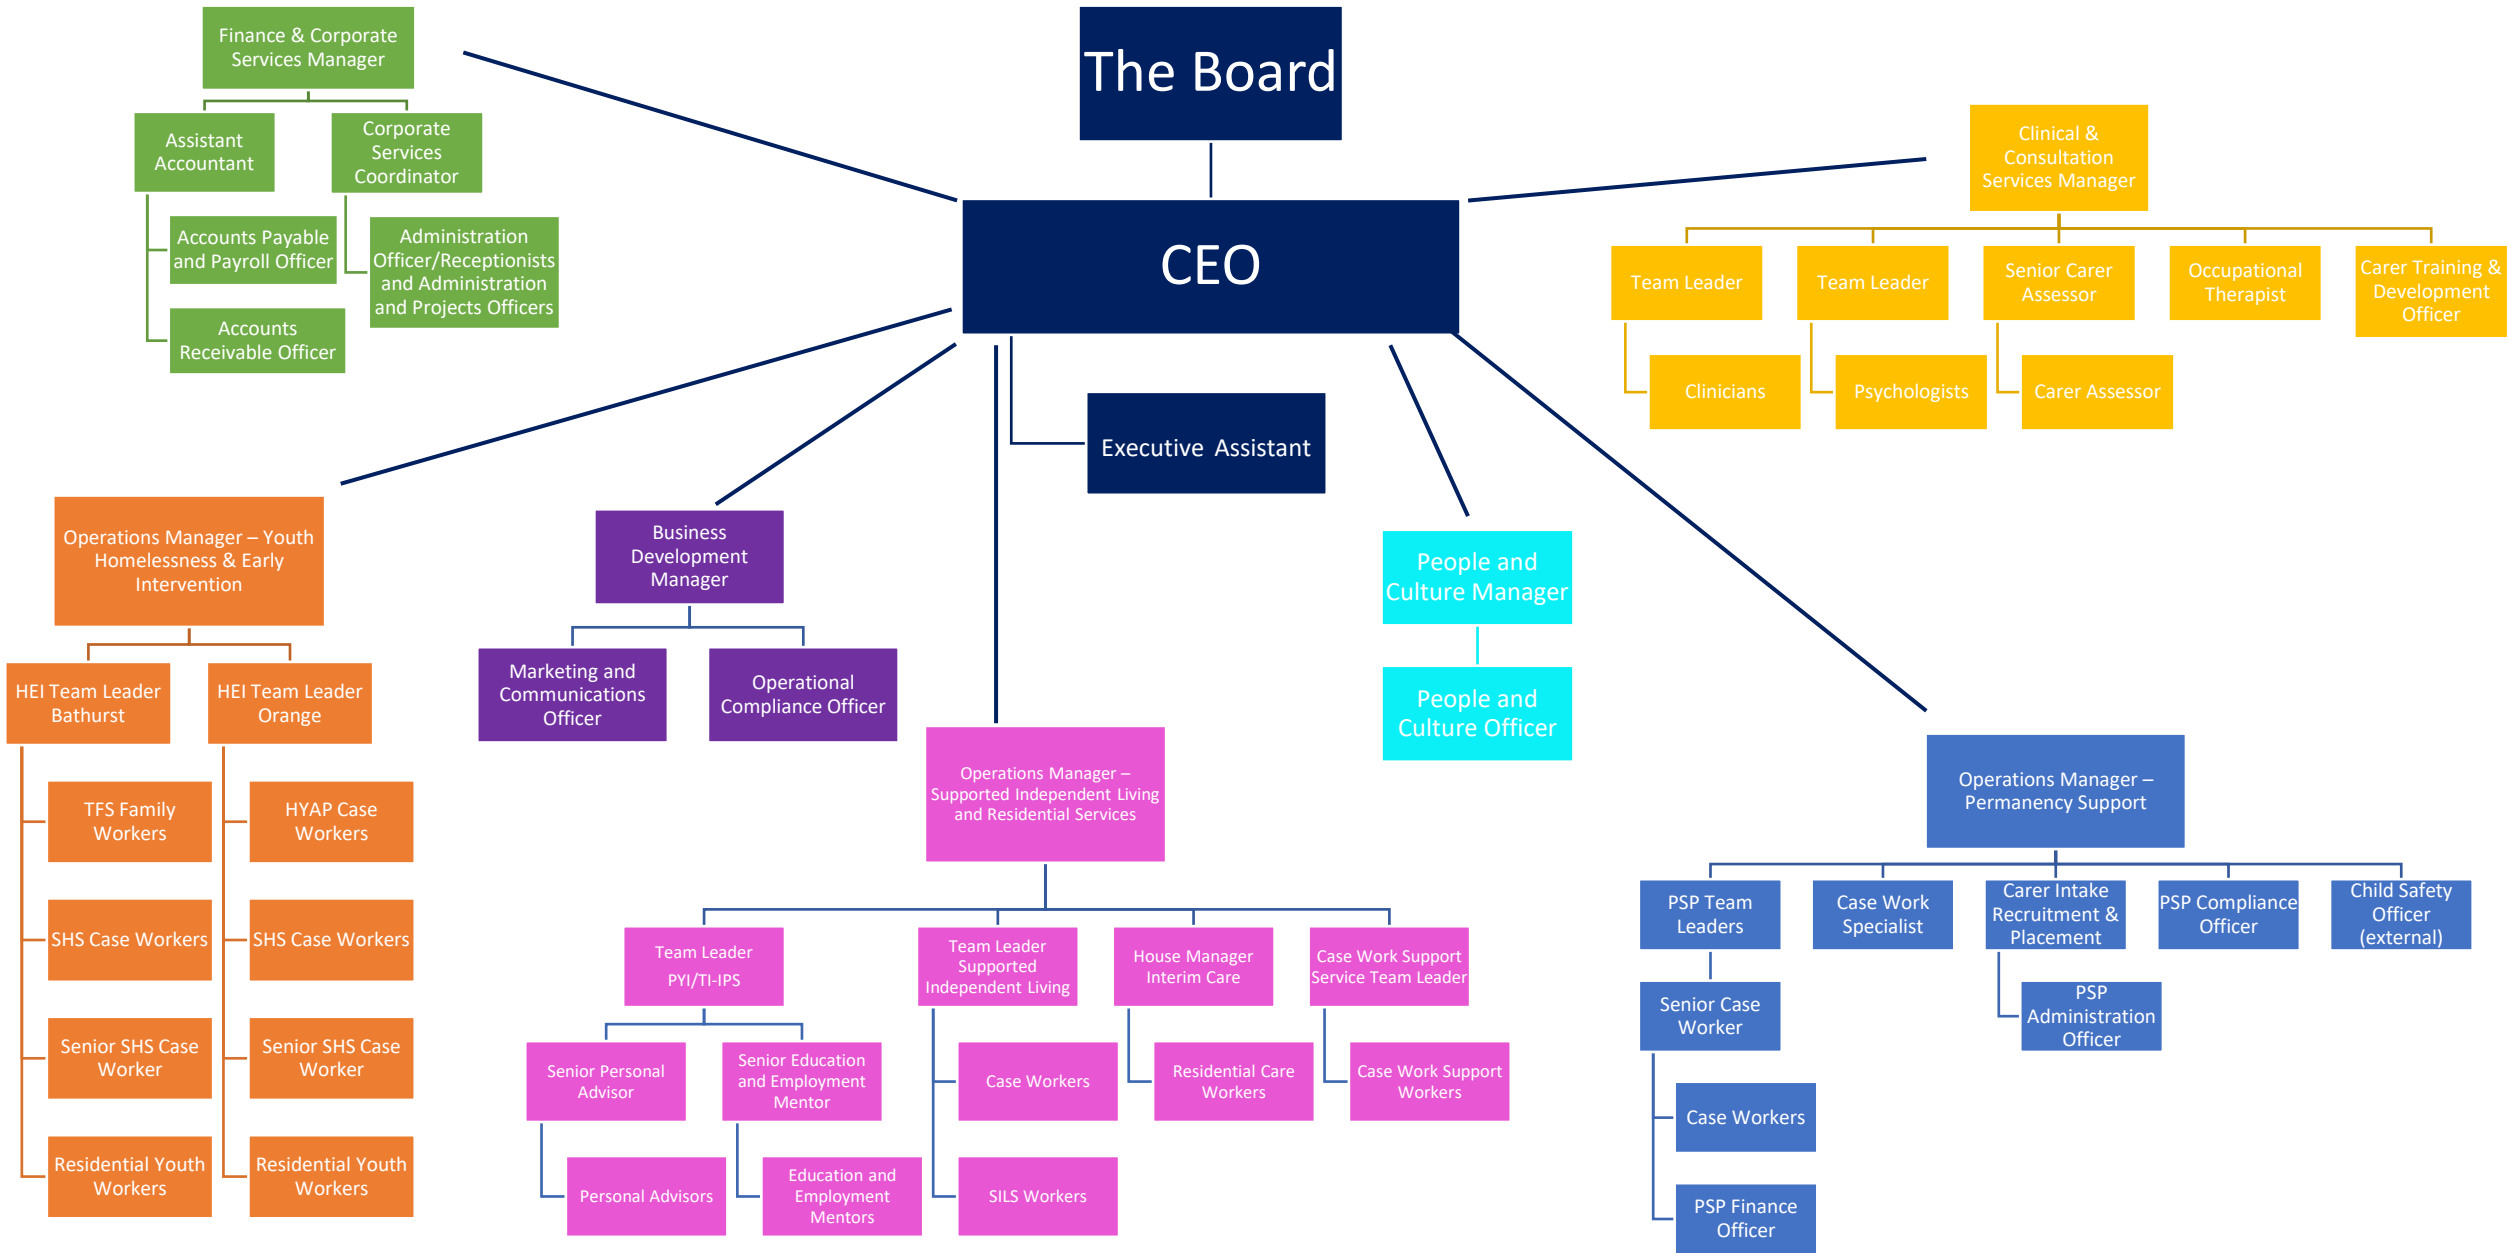 The Board
CEO
Executive Assistant
Finance & Corporate
Services Manager
Assistant
Accountant
Accounts Payable
and Payroll Officer
Accounts
Receivable Officer
Corporate
Services
Coordinator
Administration
Officer/Receptionists
and Administration
and Projects Officers
Clinical &
Consultation
Services Manager
Team Leader
Clinicians
Team Leader
Psychologists
Senior Carer
Assessor
Carer Assessor
Occupational
Therapist
Carer Training &
Development
Officer
Operations Manager – Youth
Homelessness & Early
Intervention
HEI Team Leader
Bathurst
TFS Family
Workers
SHS Case Workers
Senior SHS Case
Worker
Residential Youth
Workers
HEI Team Leader
Orange
HYAP Case
Workers
SHS Case Workers
Senior SHS Case
Worker
Residential Youth
Workers
Business
Development
Manager
Marketing and
Communications
Officer
Operational
Compliance Officer
Operations Manager –
Supported Independent Living
and Residential Services
Team Leader
PYI/TI-IPS
Senior Personal
Advisor
Personal Advisors
Senior Education
and Employment
Mentor
Education and
Employment
Mentors
Team Leader
Supported
Independent Living
Case Workers
SILS Workers
House Manager
Interim Care
Residential Care
Workers
Case Work Support
Service Team Leader
Case Work Support
Workers
People and
Culture Manager
People and
Culture Officer
Operations Manager –
Permanency Support
PSP Team
Leaders
Senior Case
Worker
Case Workers
PSP Finance
Officer
Case Work
Specialist
Carer Intake
Recruitment &
Placement
PSP
Administration
Officer
PSP Compliance
Officer
Child Safety
Officer
(external)